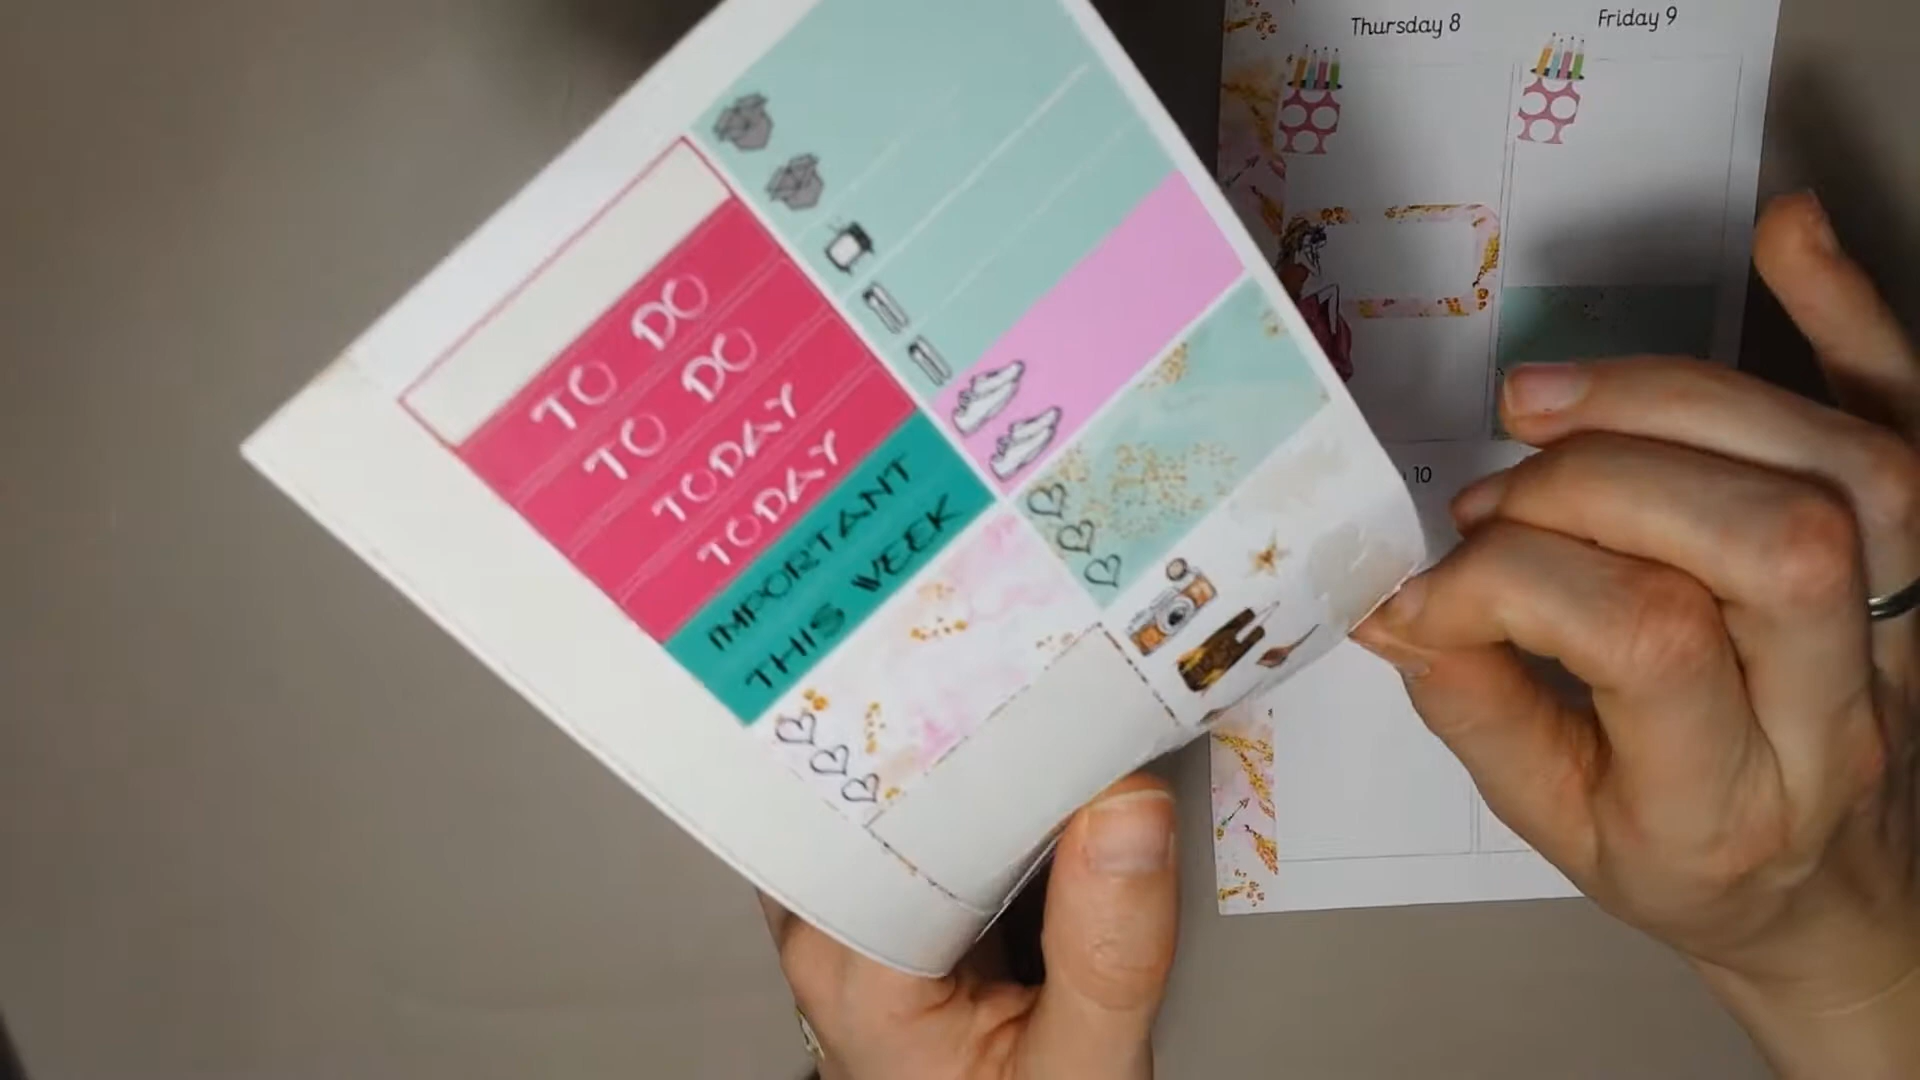 Thursday 8
Friday 9
10
TO DO
TO DO
TODAY
TODAY
IMPORTANT
THIS WEEK